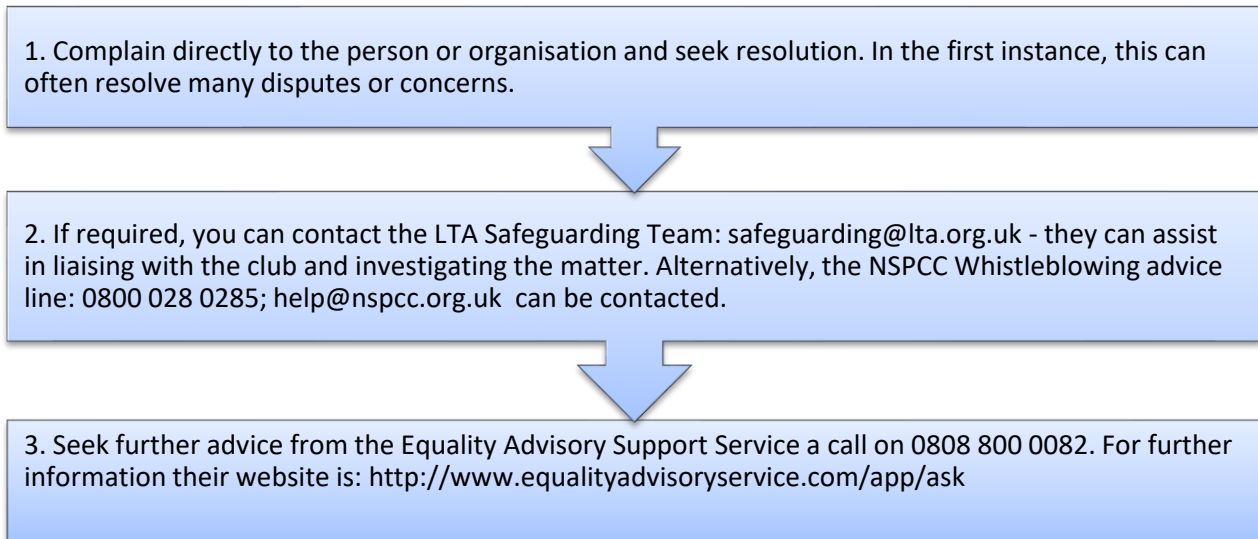 1. Complain directly to the person or organisation and seek resolution. In the first instance, this can
often resolve many disputes or concerns.
2. If required, you can contact the LTA Safeguarding Team: safeguarding@lta.org.uk - they can assist
in liaising with the club and investigating the matter. Alternatively, the NSPCC Whistleblowing advice
line: 0800 028 0285; help@nspcc.org.uk  can be contacted.
3. Seek further advice from the Equality Advisory Support Service a call on 0808 800 0082. For further
information their website is: http://www.equalityadvisoryservice.com/app/ask